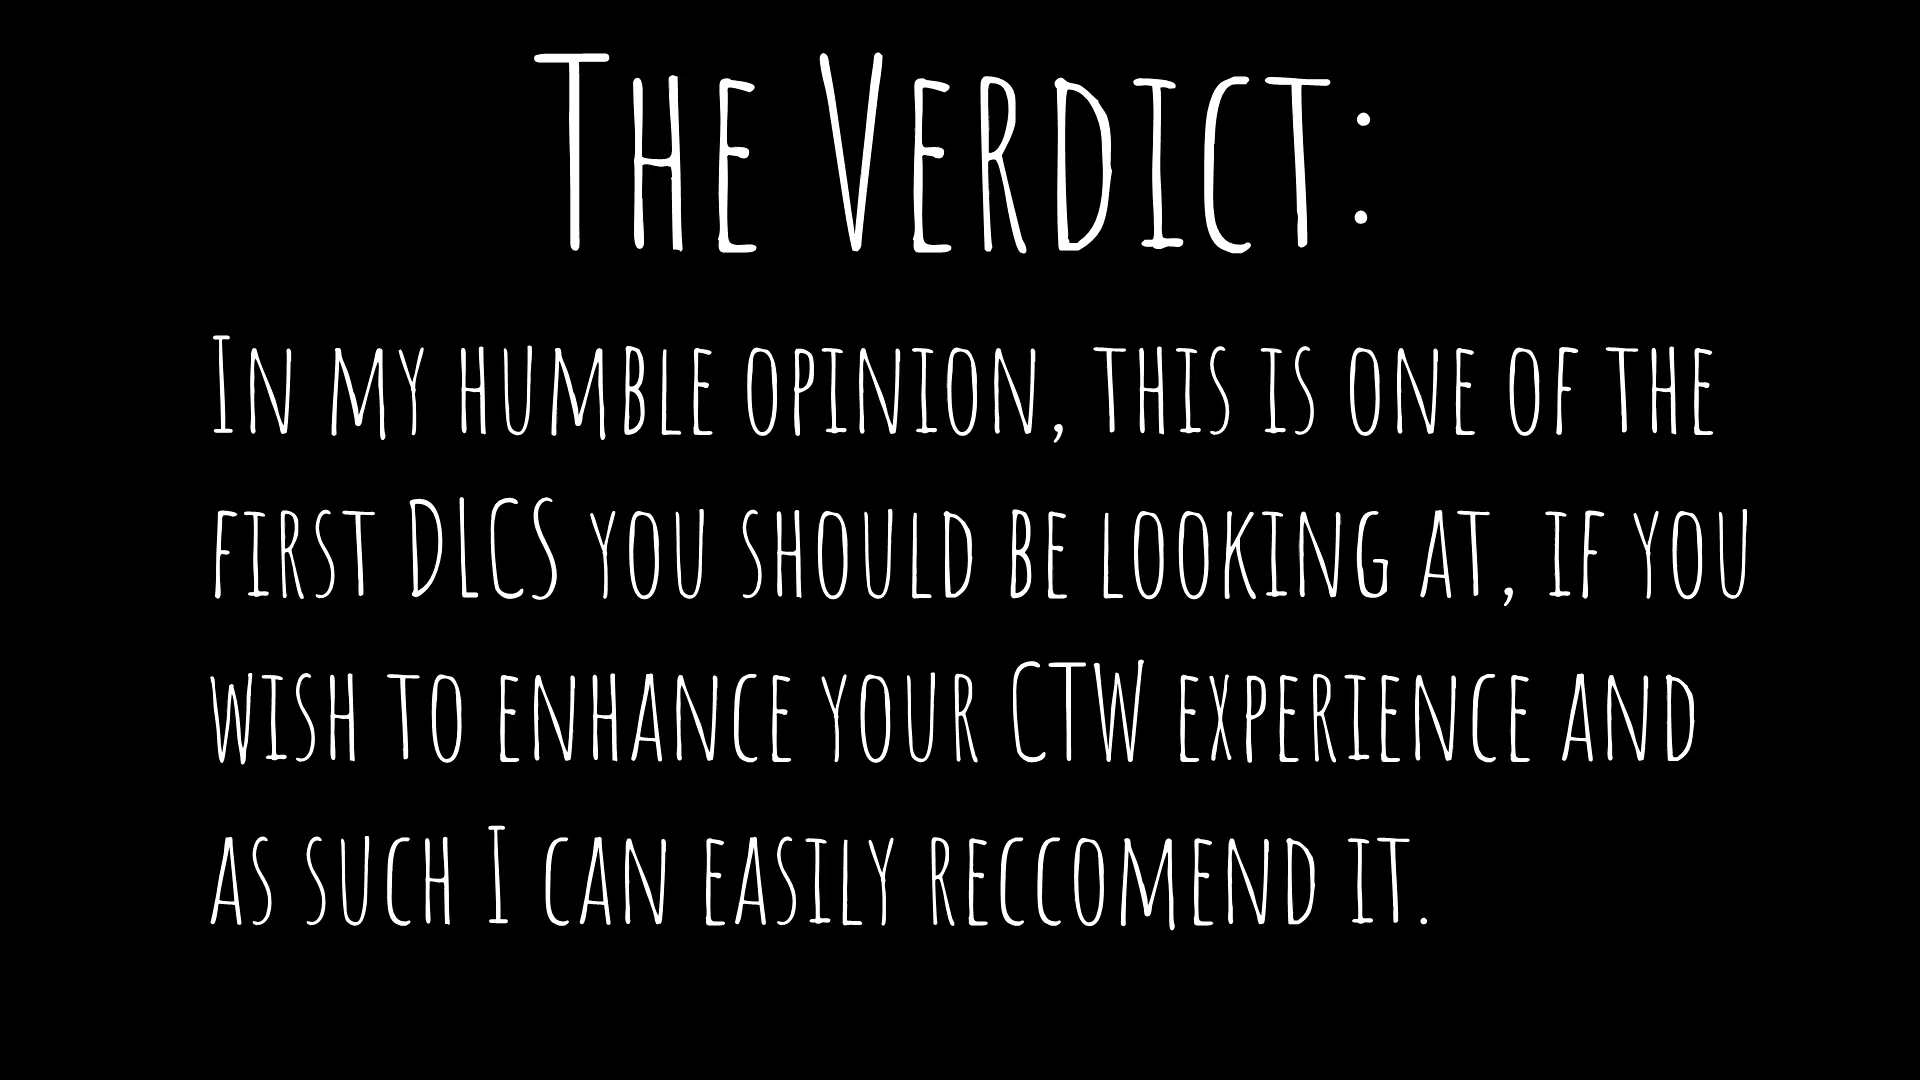 The Verdict:
In my humble opinion, this is one of the
first DLCS you should be looking at, if you
wish to enhance your CTW experience and
as such I can easily reccomend it.